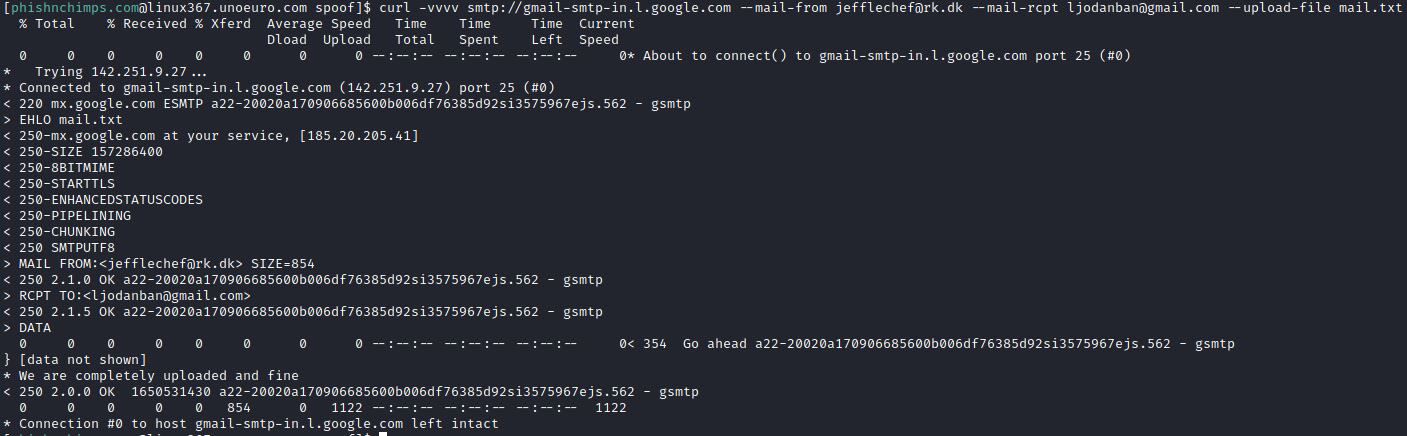 [phishnchimps.com@linux367.unoeuro.com spoof]$ curl -vvvv smtp://gmail-smtp-in.l.google.com --mail-from jefflechef@rk.dk --mail-rcpt ljodanban@gmail.com --upload-file mail.txt
  % Total    % Received % Xferd  Average Speed   Time    Time     Time  Current
                                 Dload  Upload   Total   Spent    Left  Speed
  0     0    0     0    0     0      0      0 --:--:-- --:--:-- --:--:--     0* About to connect() to gmail-smtp-in.l.google.com port 25 (#0)
*   Trying 142.251.9.27...
* Connected to gmail-smtp-in.l.google.com (142.251.9.27) port 25 (#0)
< 220 mx.google.com ESMTP a22-20020a170906685600b006df76385d92si3575967ejs.562 - gsmtp
> EHLO mail.txt
< 250-mx.google.com at your service, [185.20.205.41]
< 250-SIZE 157286400
< 250-8BITMIME
< 250-STARTTLS
< 250-ENHANCEDSTATUSCODES
< 250-PIPELINING
< 250-CHUNKING
< 250 SMTPUTF8
> MAIL FROM:<jefflechef@rk.dk> SIZE=854
< 250 2.1.0 OK a22-20020a170906685600b006df76385d92si3575967ejs.562 - gsmtp
> RCPT TO:<ljodanban@gmail.com>
< 250 2.1.5 OK a22-20020a170906685600b006df76385d92si3575967ejs.562 - gsmtp
> DATA
  0     0    0     0    0     0      0      0 --:--:-- --:--:-- --:--:--     0< 354  Go ahead a22-20020a170906685600b006df76385d92si3575967ejs.562 - gsmtp
} [data not shown]
* We are completely uploaded and fine
< 250 2.0.0 OK  1650531430 a22-20020a170906685600b006df76385d92si3575967ejs.562 - gsmtp
  0     0    0     0    0   854      0   1122 --:--:-- --:--:-- --:--:--  1122
* Connection #0 to host gmail-smtp-in.l.google.com left intact